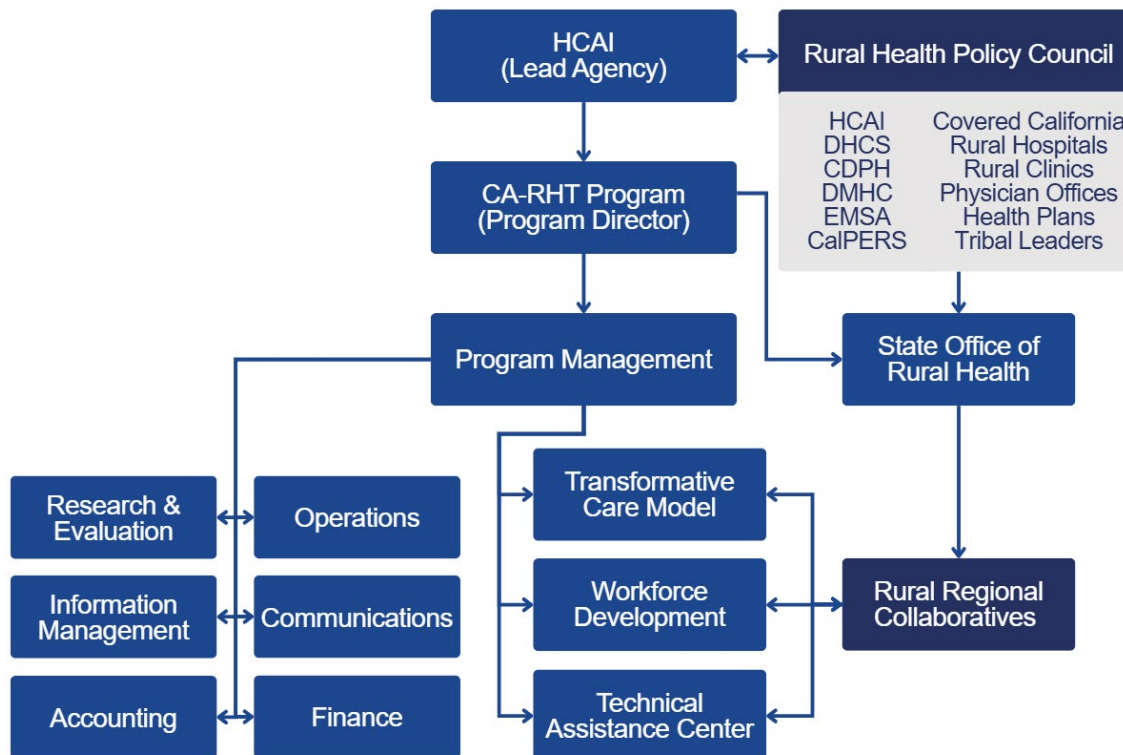 HCAI
(Lead Agency)
Rural Health Policy Council
HCAI Covered California
DHCS Rural Hospitals
CDPH Rural Clinics
DMHC Physician Offices
EMSA Health Plans
CalPERS Tribal Leaders
CA-RHT Program
(Program Director)
Program Management
State Office of
Rural Health
Research &
Evaluation
Operations
Transformative
Care Model
Information
Management
Communications
Workforce
Development
Rural Regional
Collaboratives
Accounting
Finance
Technical
Assistance Center